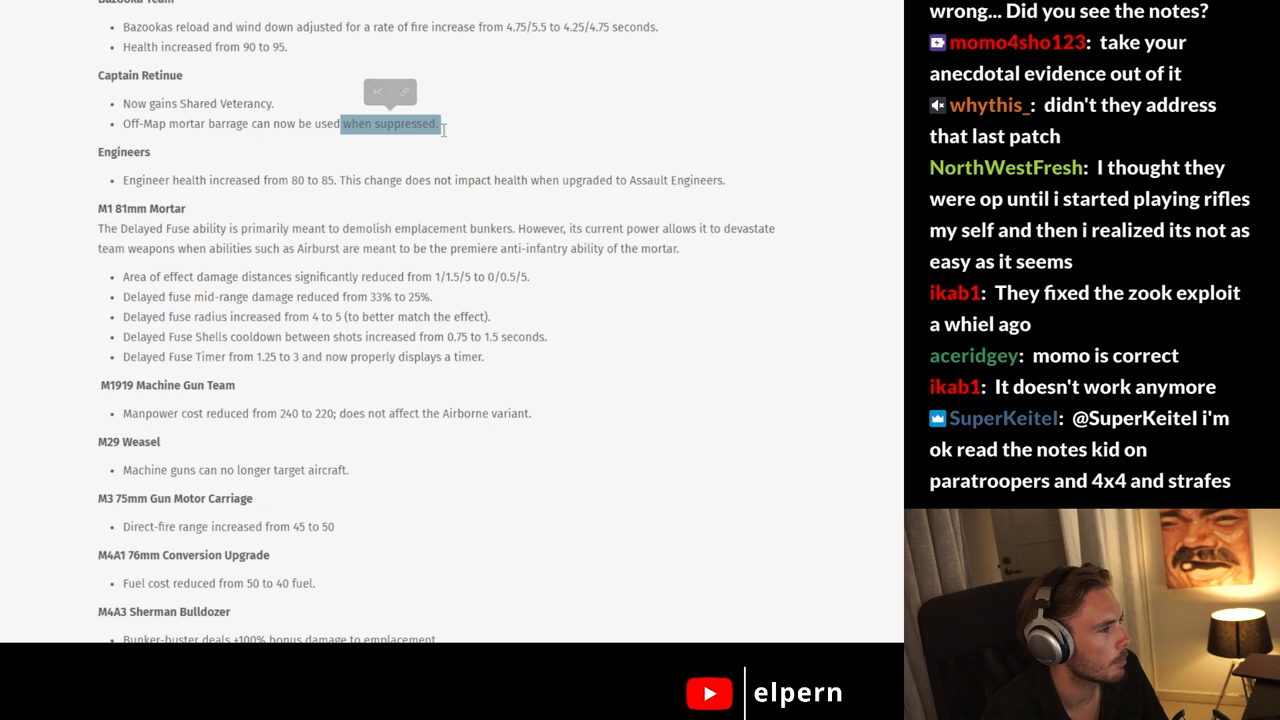 Bazooka Team
• Bazookas reload and wind down adjusted for a rate of fire increase from 4.75/5.5 to 4.25/4.75 seconds.
• Health increased from 90 to 95.
Captain Retinue
• Now gains Shared Veterancy.
• Off-Map mortar barrage can now be used when suppressed.
Engineers
• Engineer health increased from 80 to 85. This change does not impact health when upgraded to Assault Engineers.
M1 81mm Mortar
The Delayed Fuse ability is primarily meant to demolish emplacement bunkers. However, its current power allows it to devastate
team weapons when abilities such as Airburst are meant to be the premiere anti-infantry ability of the mortar.
• Area of effect damage distances significantly reduced from 1/1.5/5 to 0/0.5/5.
• Delayed fuse mid-range damage reduced from 33% to 25%.
• Delayed fuse radius increased from 4 to 5 (to better match the effect).
• Delayed Fuse Shells cooldown between shots increased from 0.75 to 1.5 seconds.
• Delayed Fuse Timer from 1.25 to 3 and now properly displays a timer.
M1919 Machine Gun Team
• Manpower cost reduced from 240 to 220; does not affect the Airborne variant.
M29 Weasel
• Machine guns can no longer target aircraft.
M3 75mm Gun Motor Carriage
• Direct-fire range increased from 45 to 50
M4A1 76mm Conversion Upgrade
• Fuel cost reduced from 50 to 40 fuel.
M4A3 Sherman Bulldozer
• Bunker-buster deals +100% bonus damage to emplacement
wrong... Did you see the notes?
momo4sho123: take your
anecdotal evidence out of it
whythis_: didn't they address
that last patch
NorthWestFresh: I thought they
were op until i started playing rifles
my self and then i realized its not as
easy as it seems
ikab1: They fixed the zook exploit
a whiel ago
aceridgey: momo is correct
ikab1: It doesn't work anymore
SuperKeitel: @SuperKeitel i'm
ok read the notes kid on
paratroopers and 4x4 and strafes
elpern